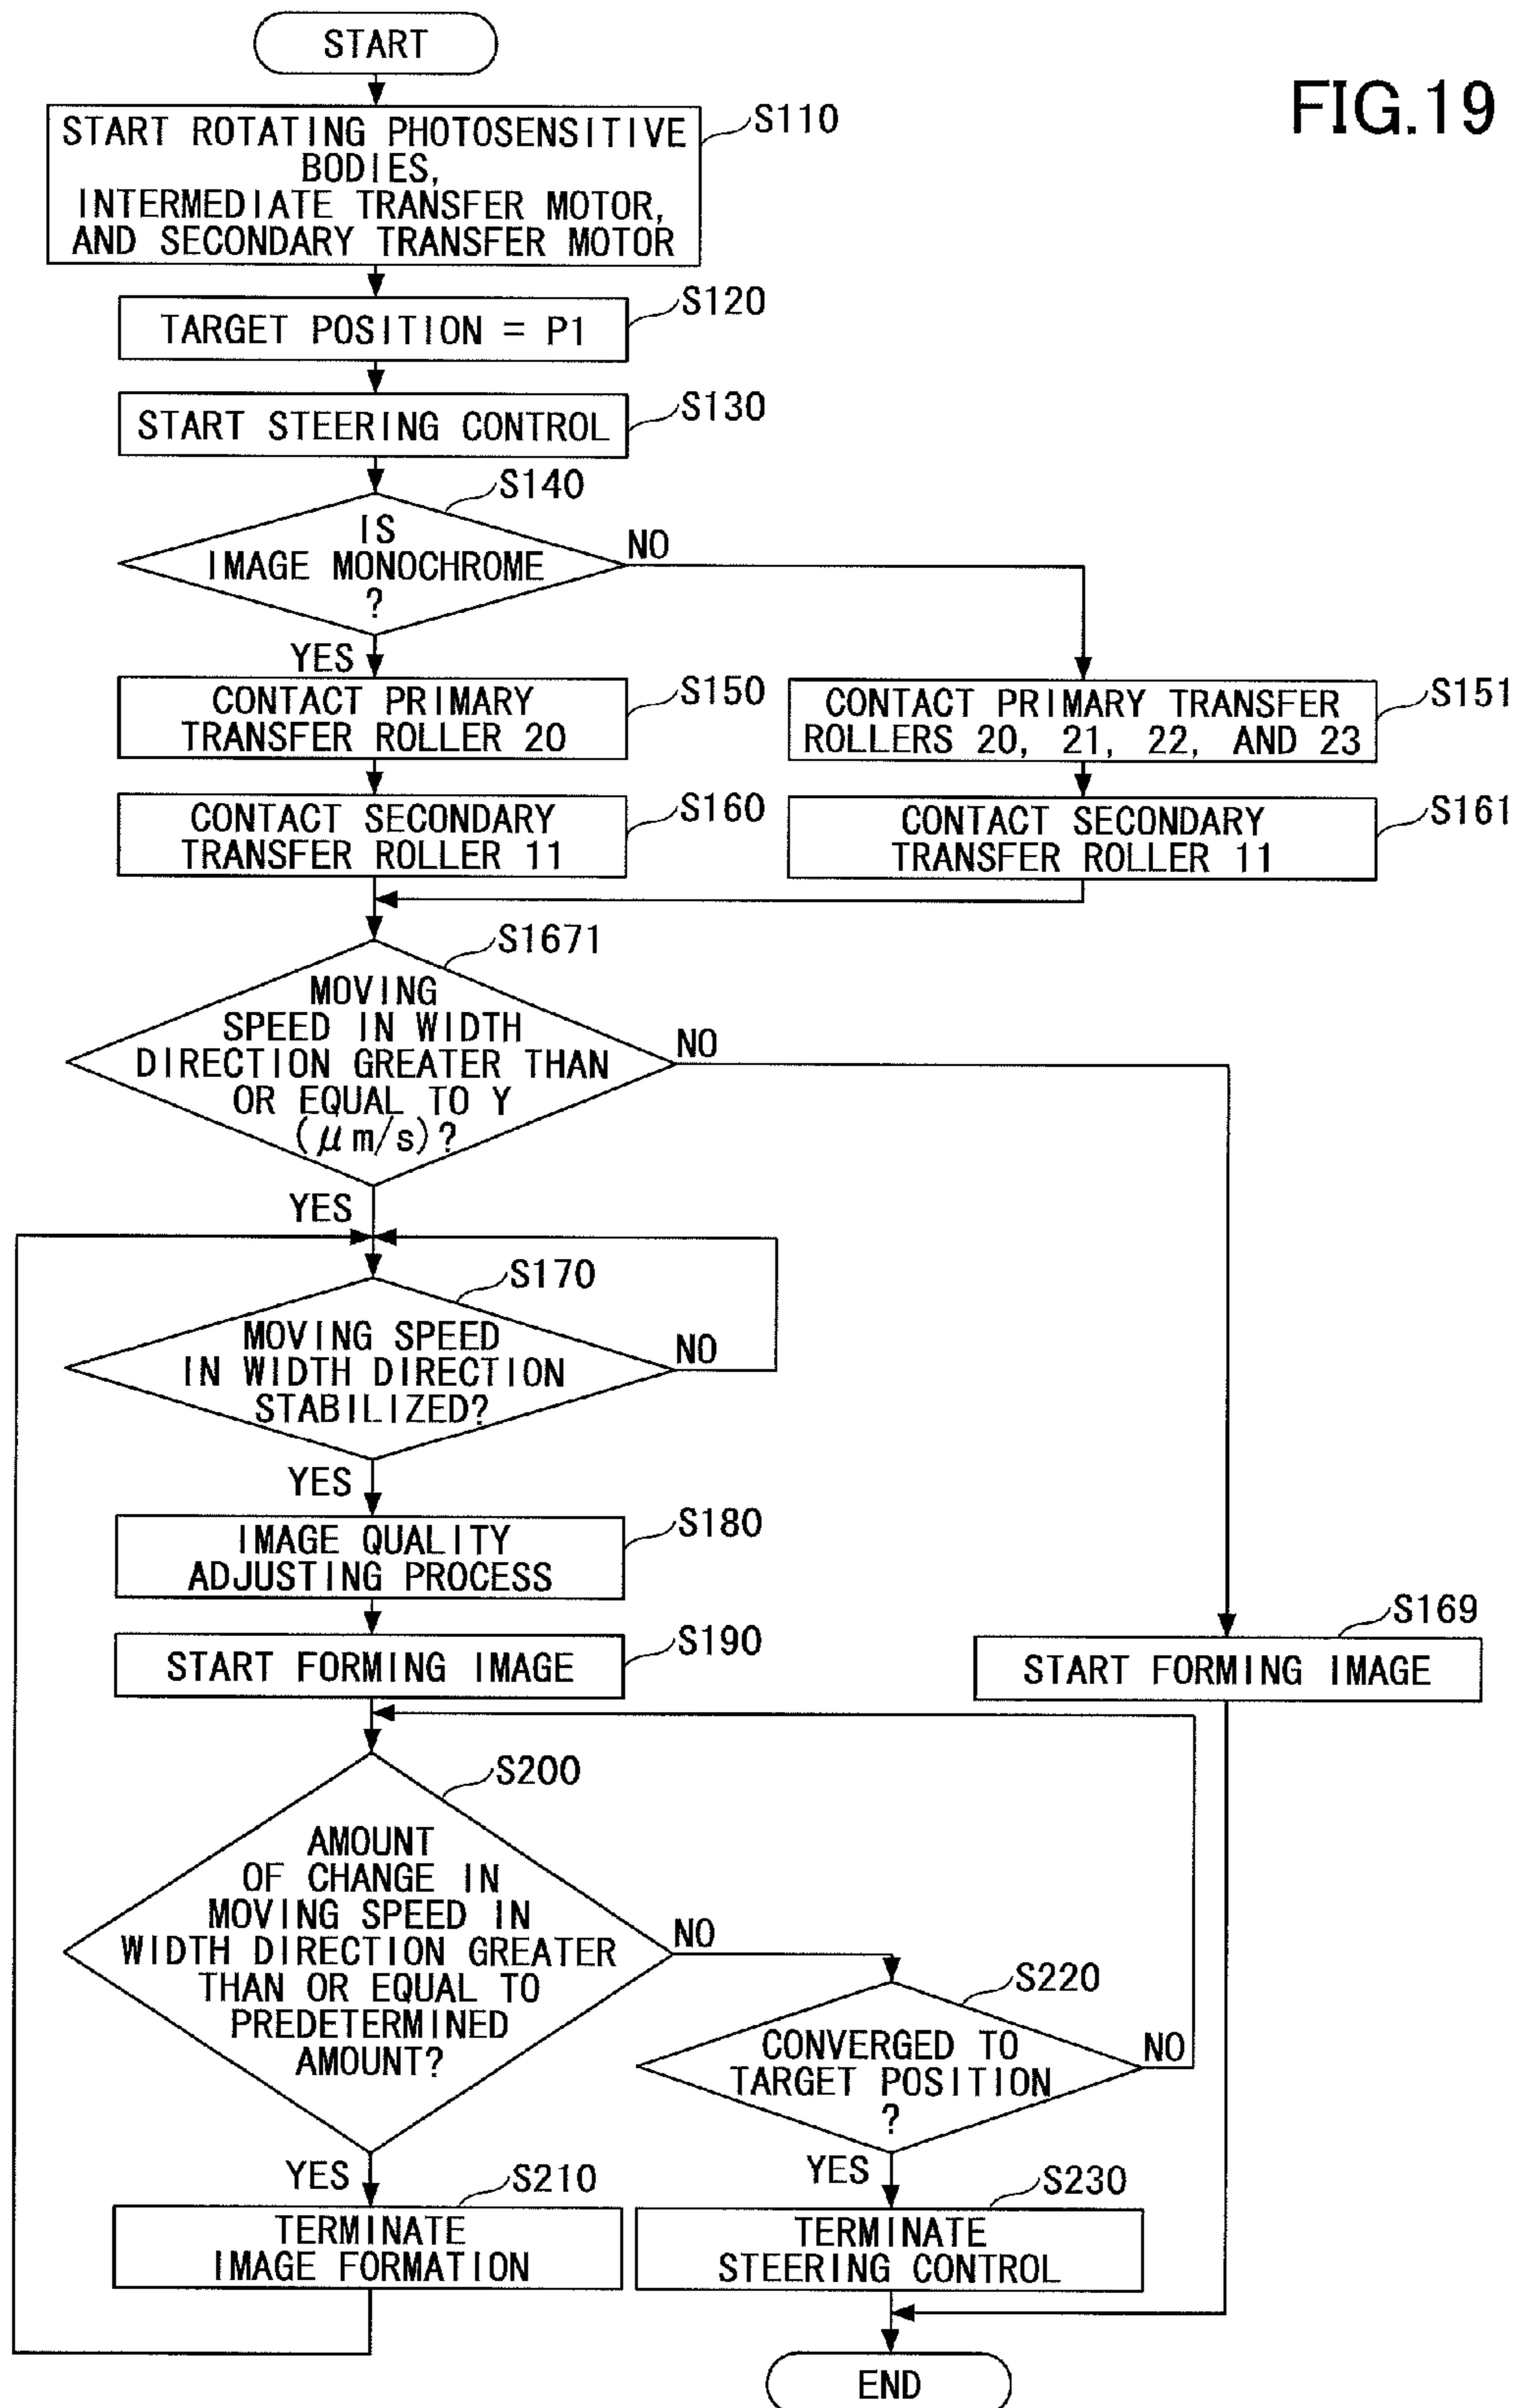 FIG.19
START
START ROTATING PHOTOSENSITIVE
BODIES,
INTERMEDIATE TRANSFER MOTOR,
AND SECONDARY TRANSFER MOTOR
S110
TARGET POSITION = P1
S120
START STEERING CONTROL
S130
S140
IS
IMAGE MONOCHROME
?
NO
YES
CONTACT PRIMARY
TRANSFER ROLLER 20
S150
CONTACT PRIMARY TRANSFER
ROLLERS 20, 21, 22, AND 23
S151
CONTACT SECONDARY
TRANSFER ROLLER 11
S160
CONTACT SECONDARY
TRANSFER ROLLER 11
S161
S1671
MOVING
SPEED IN WIDTH
DIRECTION GREATER THAN
OR EQUAL TO Y
(μm/s)?
NO
YES
S170
MOVING SPEED
IN WIDTH DIRECTION
STABILIZED?
NO
YES
IMAGE QUALITY
ADJUSTING PROCESS
S180
START FORMING IMAGE
S190
S169
START FORMING IMAGE
S200
AMOUNT
OF CHANGE IN
MOVING SPEED IN
WIDTH DIRECTION GREATER
THAN OR EQUAL TO
PREDETERMINED
AMOUNT?
NO
S220
CONVERGED TO
TARGET POSITION
?
NO
YES
S210
TERMINATE
IMAGE FORMATION
YES
S230
TERMINATE
STEERING CONTROL
END